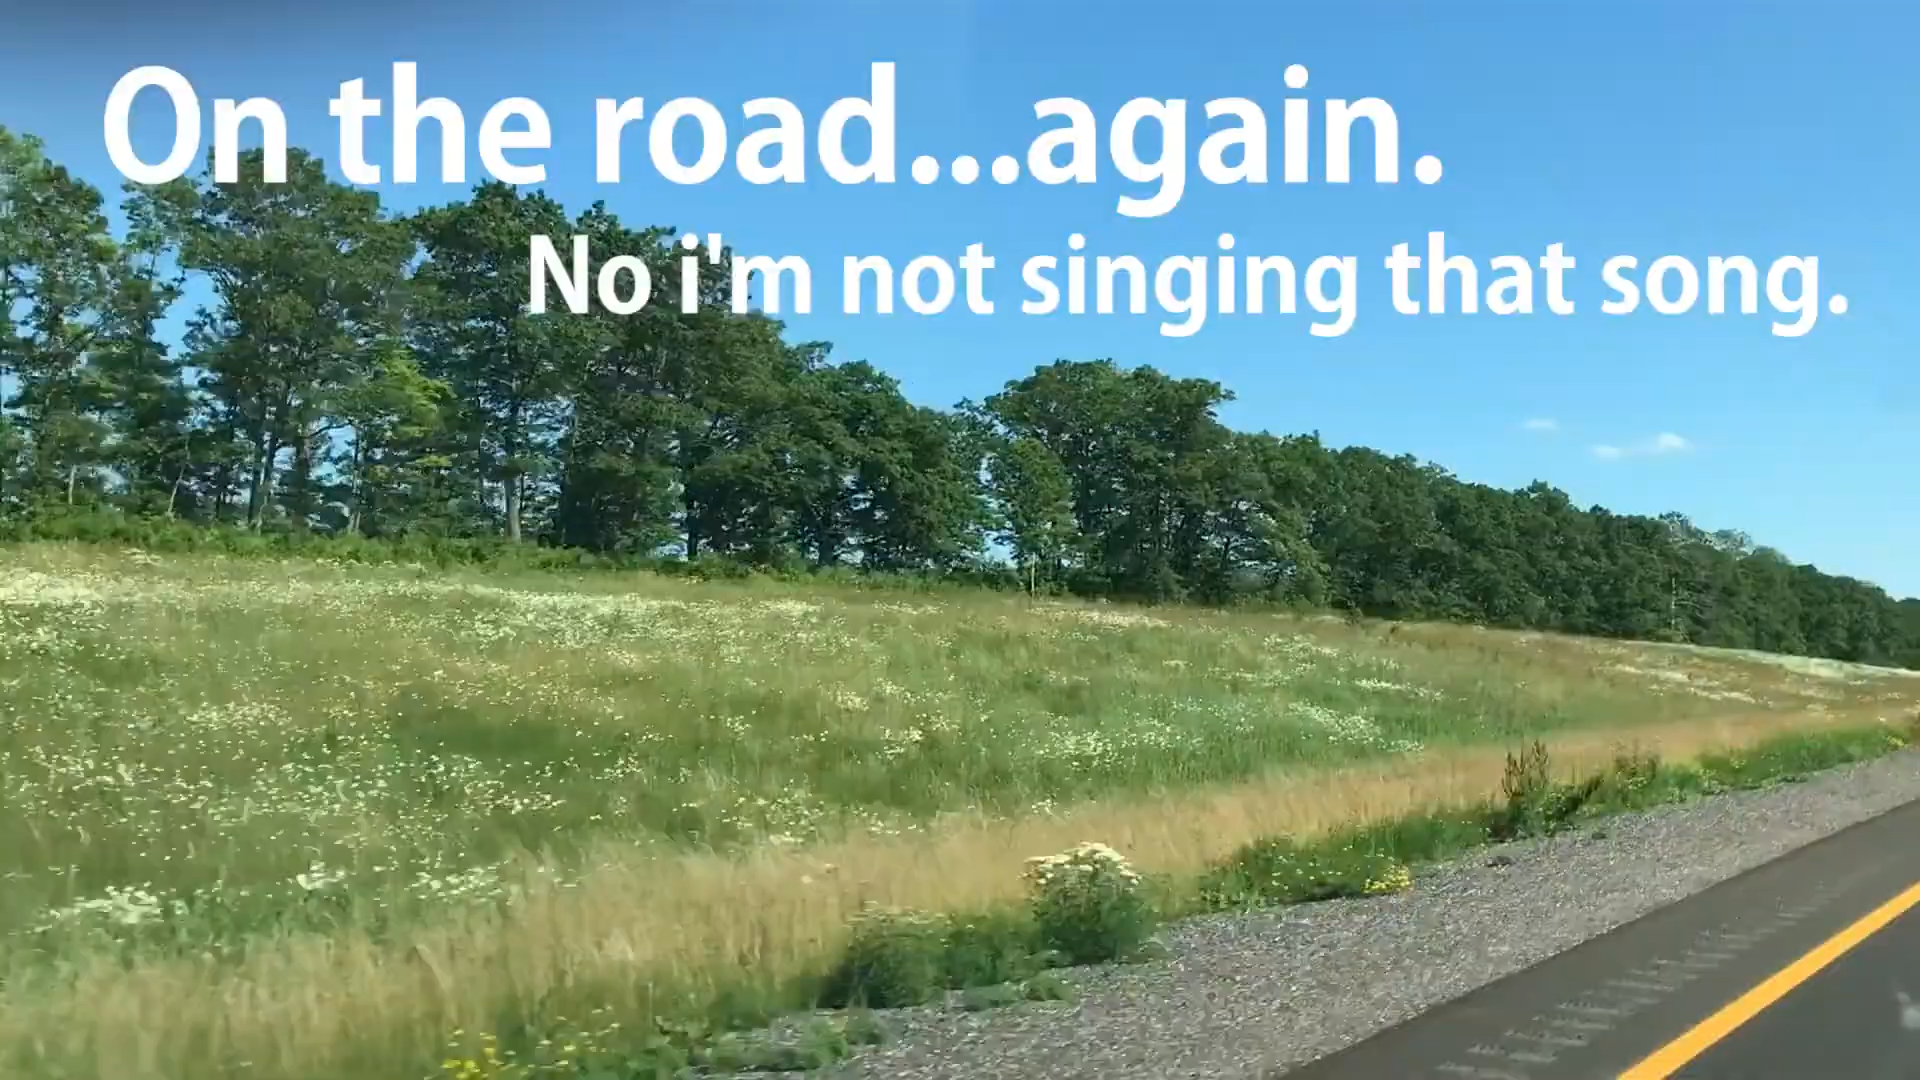 On the road...again.
No i'm not singing that song.